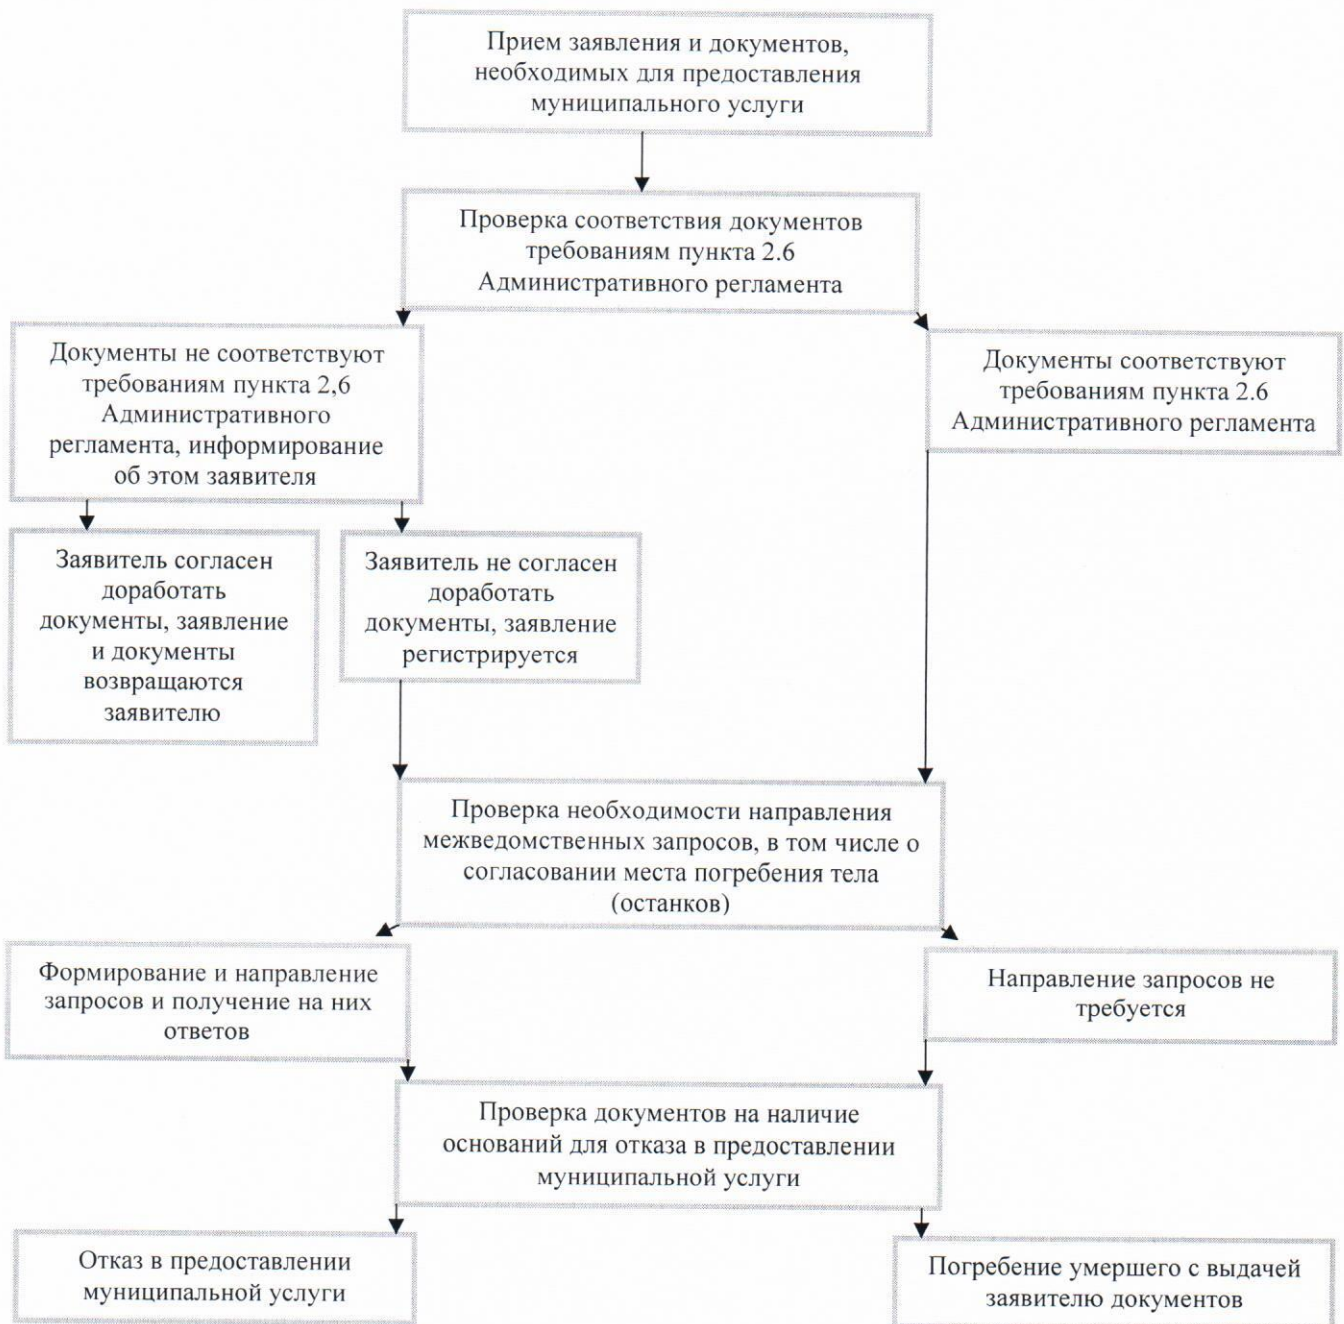 Прием заявления и документов,
необходимых для предоставления
муниципального услуги
Проверка соответствия документов
требованиям пункта 2.6
Административного регламента
Документы не соответствуют
требованиям пункта 2,6
Административного
регламента, информирование
об этом заявителя
Документы соответствуют
требованиям пункта 2.6
Административного регламента
Заявитель согласен
доработать
документы, заявление
и документы
возвращаются
заявителю
Заявитель не согласен
доработать
документы, заявление
регистрируется
Проверка необходимости направления
межведомственных запросов, в том числе о
согласовании места погребения тела
(останков)
Формирование и направление
запросов и получение на них
ответов
Направление запросов не
требуется
Проверка документов на наличие
оснований для отказа в предоставлении
муниципальной услуги
Отказ в предоставлении
муниципальной услуги
Погребение умершего с выдачей
заявителю документов